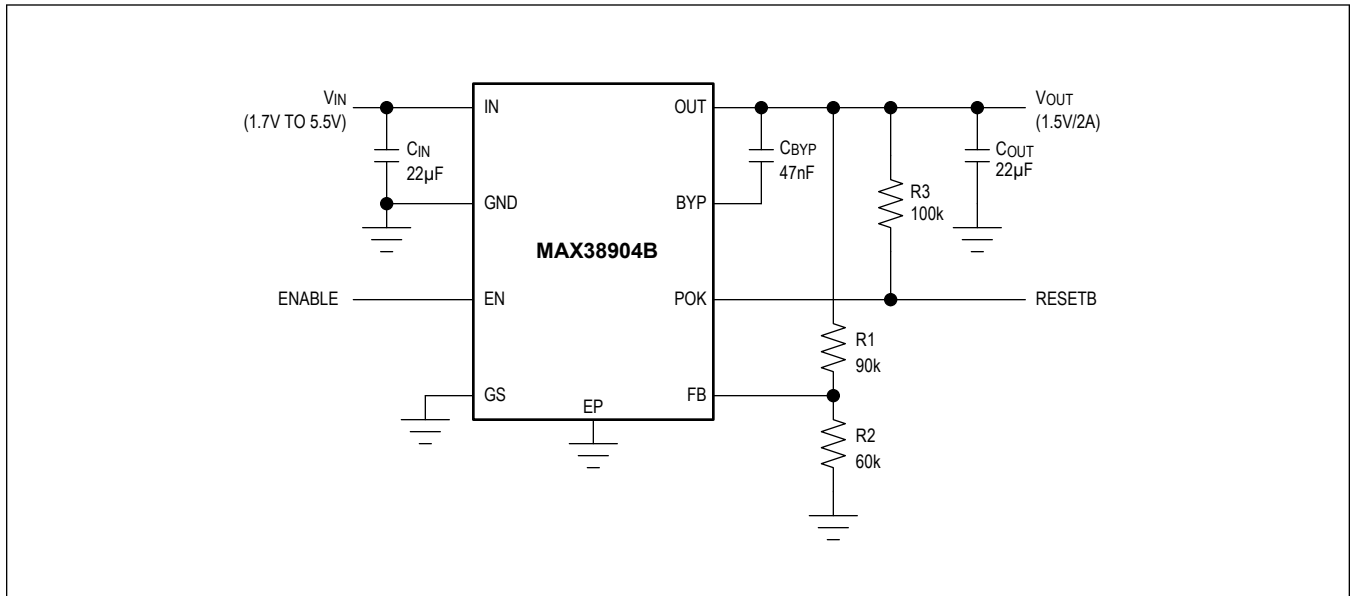 VIN
(1.7V TO 5.5V)
CIN
22µF
IN
GND
ENABLE
EN
GS
EP
MAX38904B
OUT
BYP
POK
FB
CBYP
47nF
R1
90k
R2
60k
R3
100k
COUT
22µF
VOUT
(1.5V/2A)
RESETB